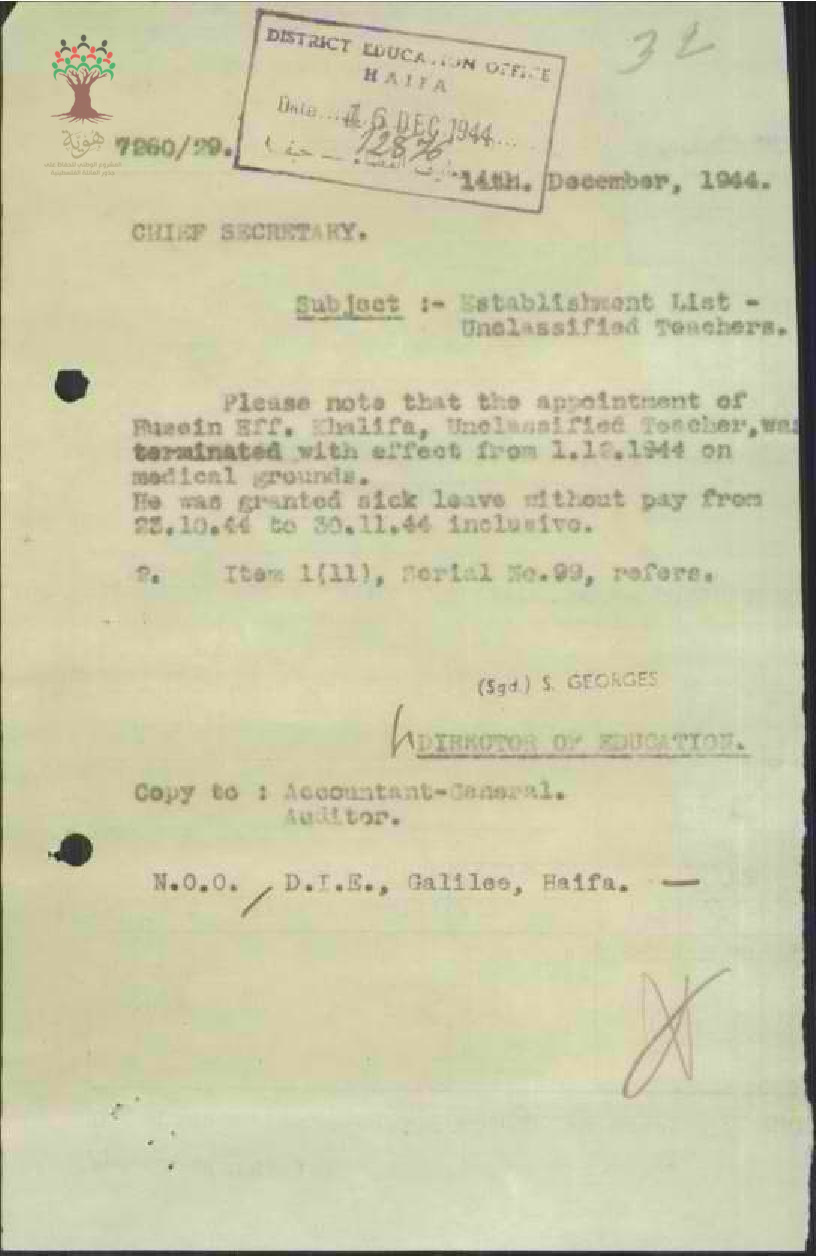 32
DISTRICT EDUCATION OFFICE
HAIFA
Date 16 DEC 1944
12876
هوية
7260/29.
14th. December, 1944.
CHIEF SECRETARY.
Subject :- Establishment List -
Unclassified Teachers.
Please note that the appointment of
Husein Eff. Khalifa, Unclassified Teacher,was
terminated with effect from 1.12.1944 on
medical grounds.
He was granted sick leave without pay from
23.10.44 to 30.11.44 inclusive.
2. Item 1(11), Serial No.99, refers.
(Sgd.) S. GEORGES
DIRECTOR OF EDUCATION.
Copy to : Accountant-General.
Auditor.
N.O.O. / D.I.E., Galilee, Haifa. —